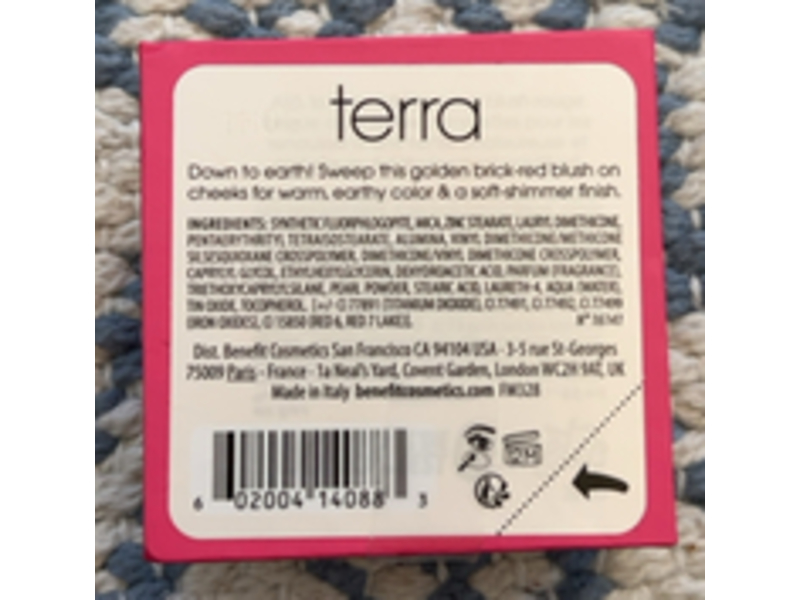 terra
Down to earth! Sweep this golden brick-red blush on
cheeks for warm, earthy color & a soft-shimmer finish.
INGREDIENTS: SYNTHETIC FLUORPHLOGOPITE, MICA, ZINC STEARATE, LAURYL DIMETHICONE,
PENTAERYTHRITYL TETRAISOSTEARATE, ALUMINA, VINYL DIMETHICONE/METHICONE
SILSESQUIOXANE CROSSPOLYMER, DIMETHICONE/VINYL DIMETHICONE CROSSPOLYMER,
CAPRYLYL GLYCOL, ETHYLHEXYLGLYCERIN, DEHYDROACETIC ACID, PARFUM (FRAGRANCE),
TRIETHOXYCAPRYLYLSILANE, PEARL POWDER, STEARIC ACID, LAURETH-4, AQUA (WATER),
TIN OXIDE, TOCOPHEROL, [+/- CI 77891 (TITANIUM DIOXIDE), CI 77491, CI 77492, CI 77499
(IRON OXIDES), CI 15850 (RED 6, RED 7 LAKE)]. N° 16147
Dist. Benefit Cosmetics San Francisco CA 94104 USA - 3-5 rue St-Georges
75009 Paris - France - 1a Neal's Yard, Covent Garden, London WC2H 9AT, UK
Made in Italy benefitcosmetics.com FM328
6 02004 14088 3